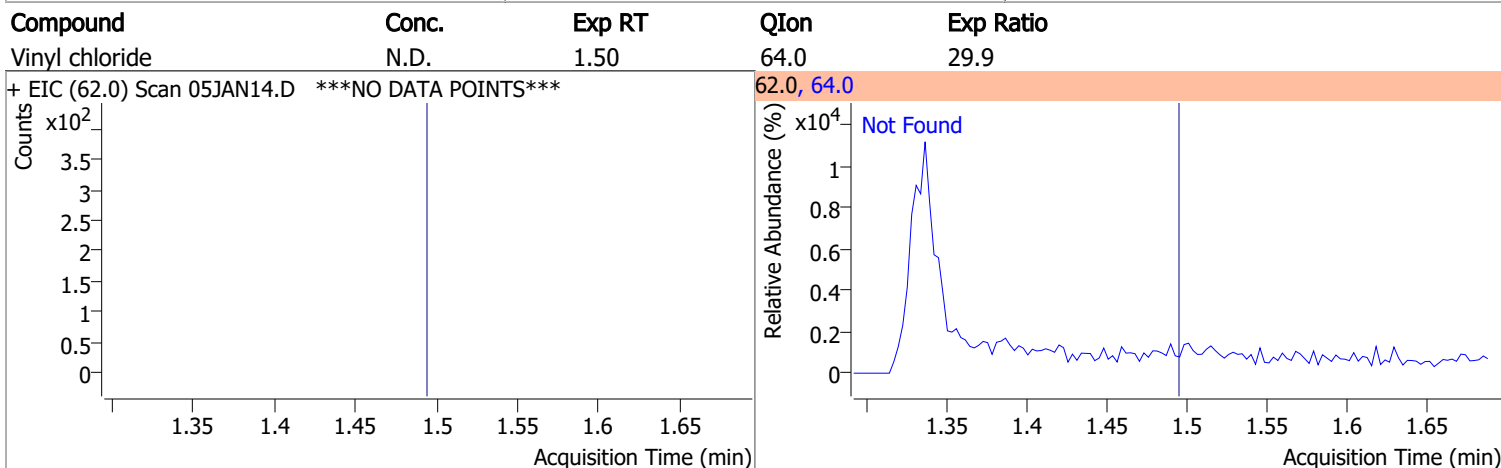 Compound Conc. Exp RT QIon Exp Ratio
Vinyl chloride N.D. 1.50 64.0 29.9
+ EIC (62.0) Scan 05JAN14.D ***NO DATA POINTS***
Counts
x10²
3.5
3
2.5
2
1.5
1
0.5
0
1.35 1.4 1.45 1.5 1.55 1.6 1.65
Acquisition Time (min)
62.0, 64.0
Relative Abundance (%)
x10⁴
Not Found
1
0.8
0.6
0.4
0.2
0
1.35 1.4 1.45 1.5 1.55 1.6 1.65
Acquisition Time (min)